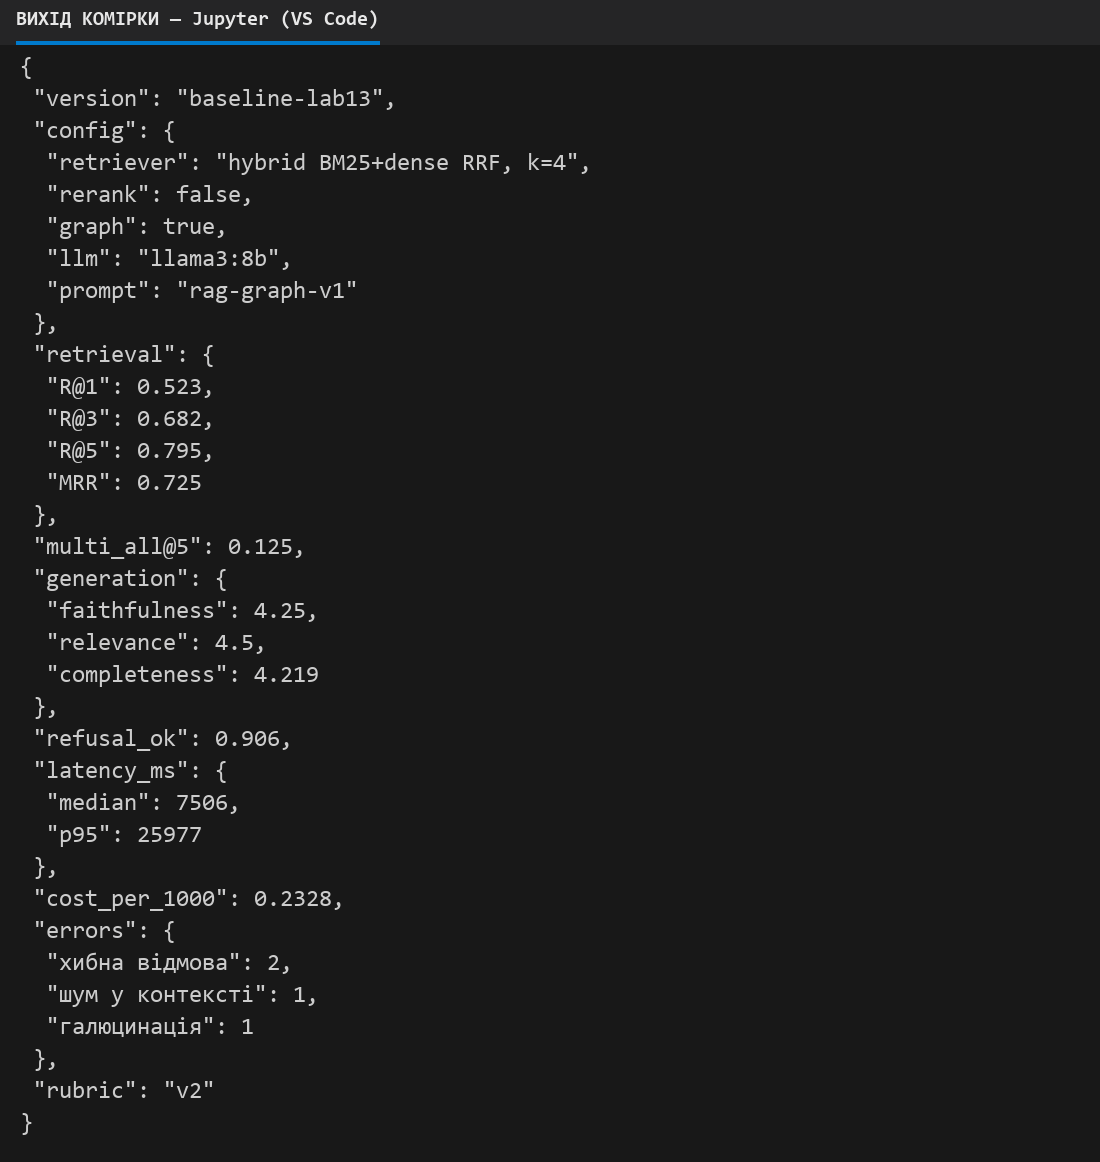 ВИХІД КОМІРКИ — Jupyter (VS Code)
{
 "version": "baseline-lab13",
 "config": {
  "retriever": "hybrid BM25+dense RRF, k=4",
  "rerank": false,
  "graph": true,
  "llm": "llama3:8b",
  "prompt": "rag-graph-v1"
 },
 "retrieval": {
  "R@1": 0.523,
  "R@3": 0.682,
  "R@5": 0.795,
  "MRR": 0.725
 },
 "multi_all@5": 0.125,
 "generation": {
  "faithfulness": 4.25,
  "relevance": 4.5,
  "completeness": 4.219
 },
 "refusal_ok": 0.906,
 "latency_ms": {
  "median": 7506,
  "p95": 25977
 },
 "cost_per_1000": 0.2328,
 "errors": {
  "хибна відмова": 2,
  "шум у контексті": 1,
  "галюцинація": 1
 },
 "rubric": "v2"
}